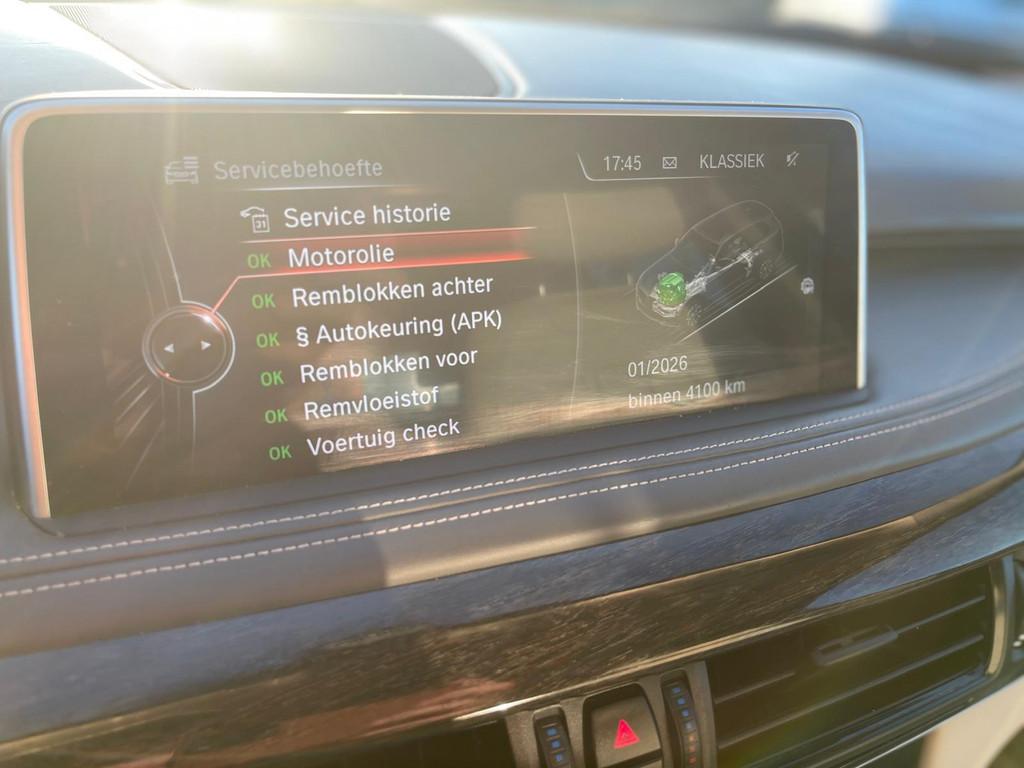 Servicebehoefte
17:45 KLASSIEK
31 Service historie
OK Motorolie
OK Remblokken achter
OK § Autokeuring (APK)
OK Remblokken voor
OK Remvloeistof
OK Voertuig check
01/2026
binnen 4100 km